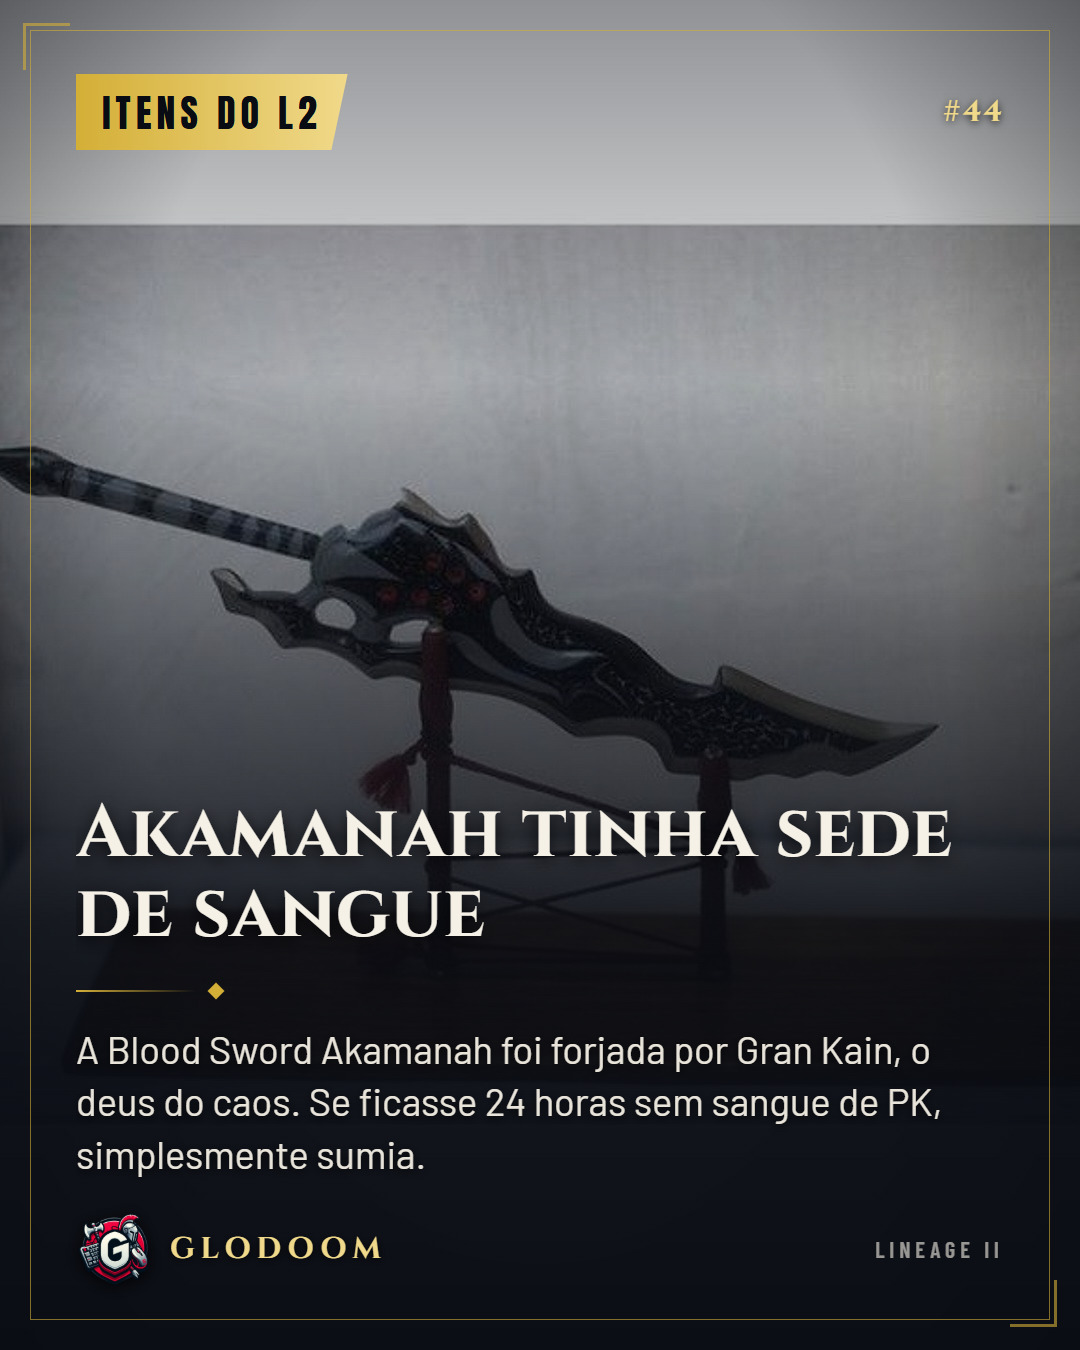 ITENS DO L2
#44
AKAMANAH TINHA SEDE
DE SANGUE
A Blood Sword Akamanah foi forjada por Gran Kain, o
deus do caos. Se ficasse 24 horas sem sangue de PK,
simplesmente sumia.
G
GLODOOM
LINEAGE II